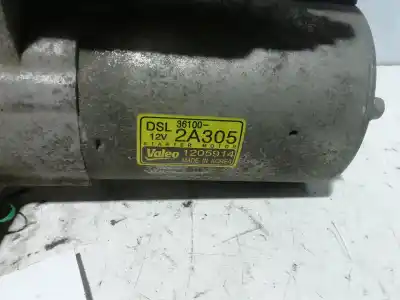 DSL 36100-
12V 2A305
STARTER MOTOR
Valeo 1205914
MADE IN KOREA